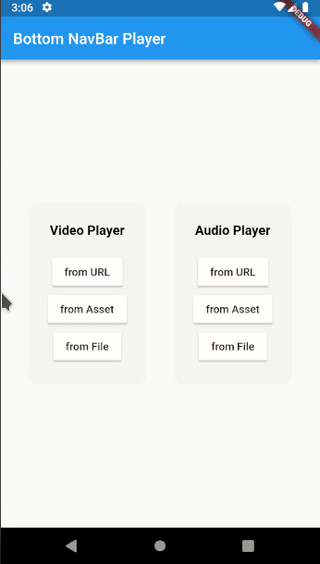 3:06
DEBUG
Bottom NavBar Player
Video Player
from URL
from Asset
from File
Audio Player
from URL
from Asset
from File